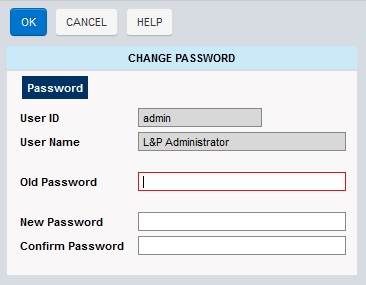 OK CANCEL HELP
CHANGE PASSWORD
Password
User ID admin
User Name L&P Administrator
Old Password
New Password
Confirm Password